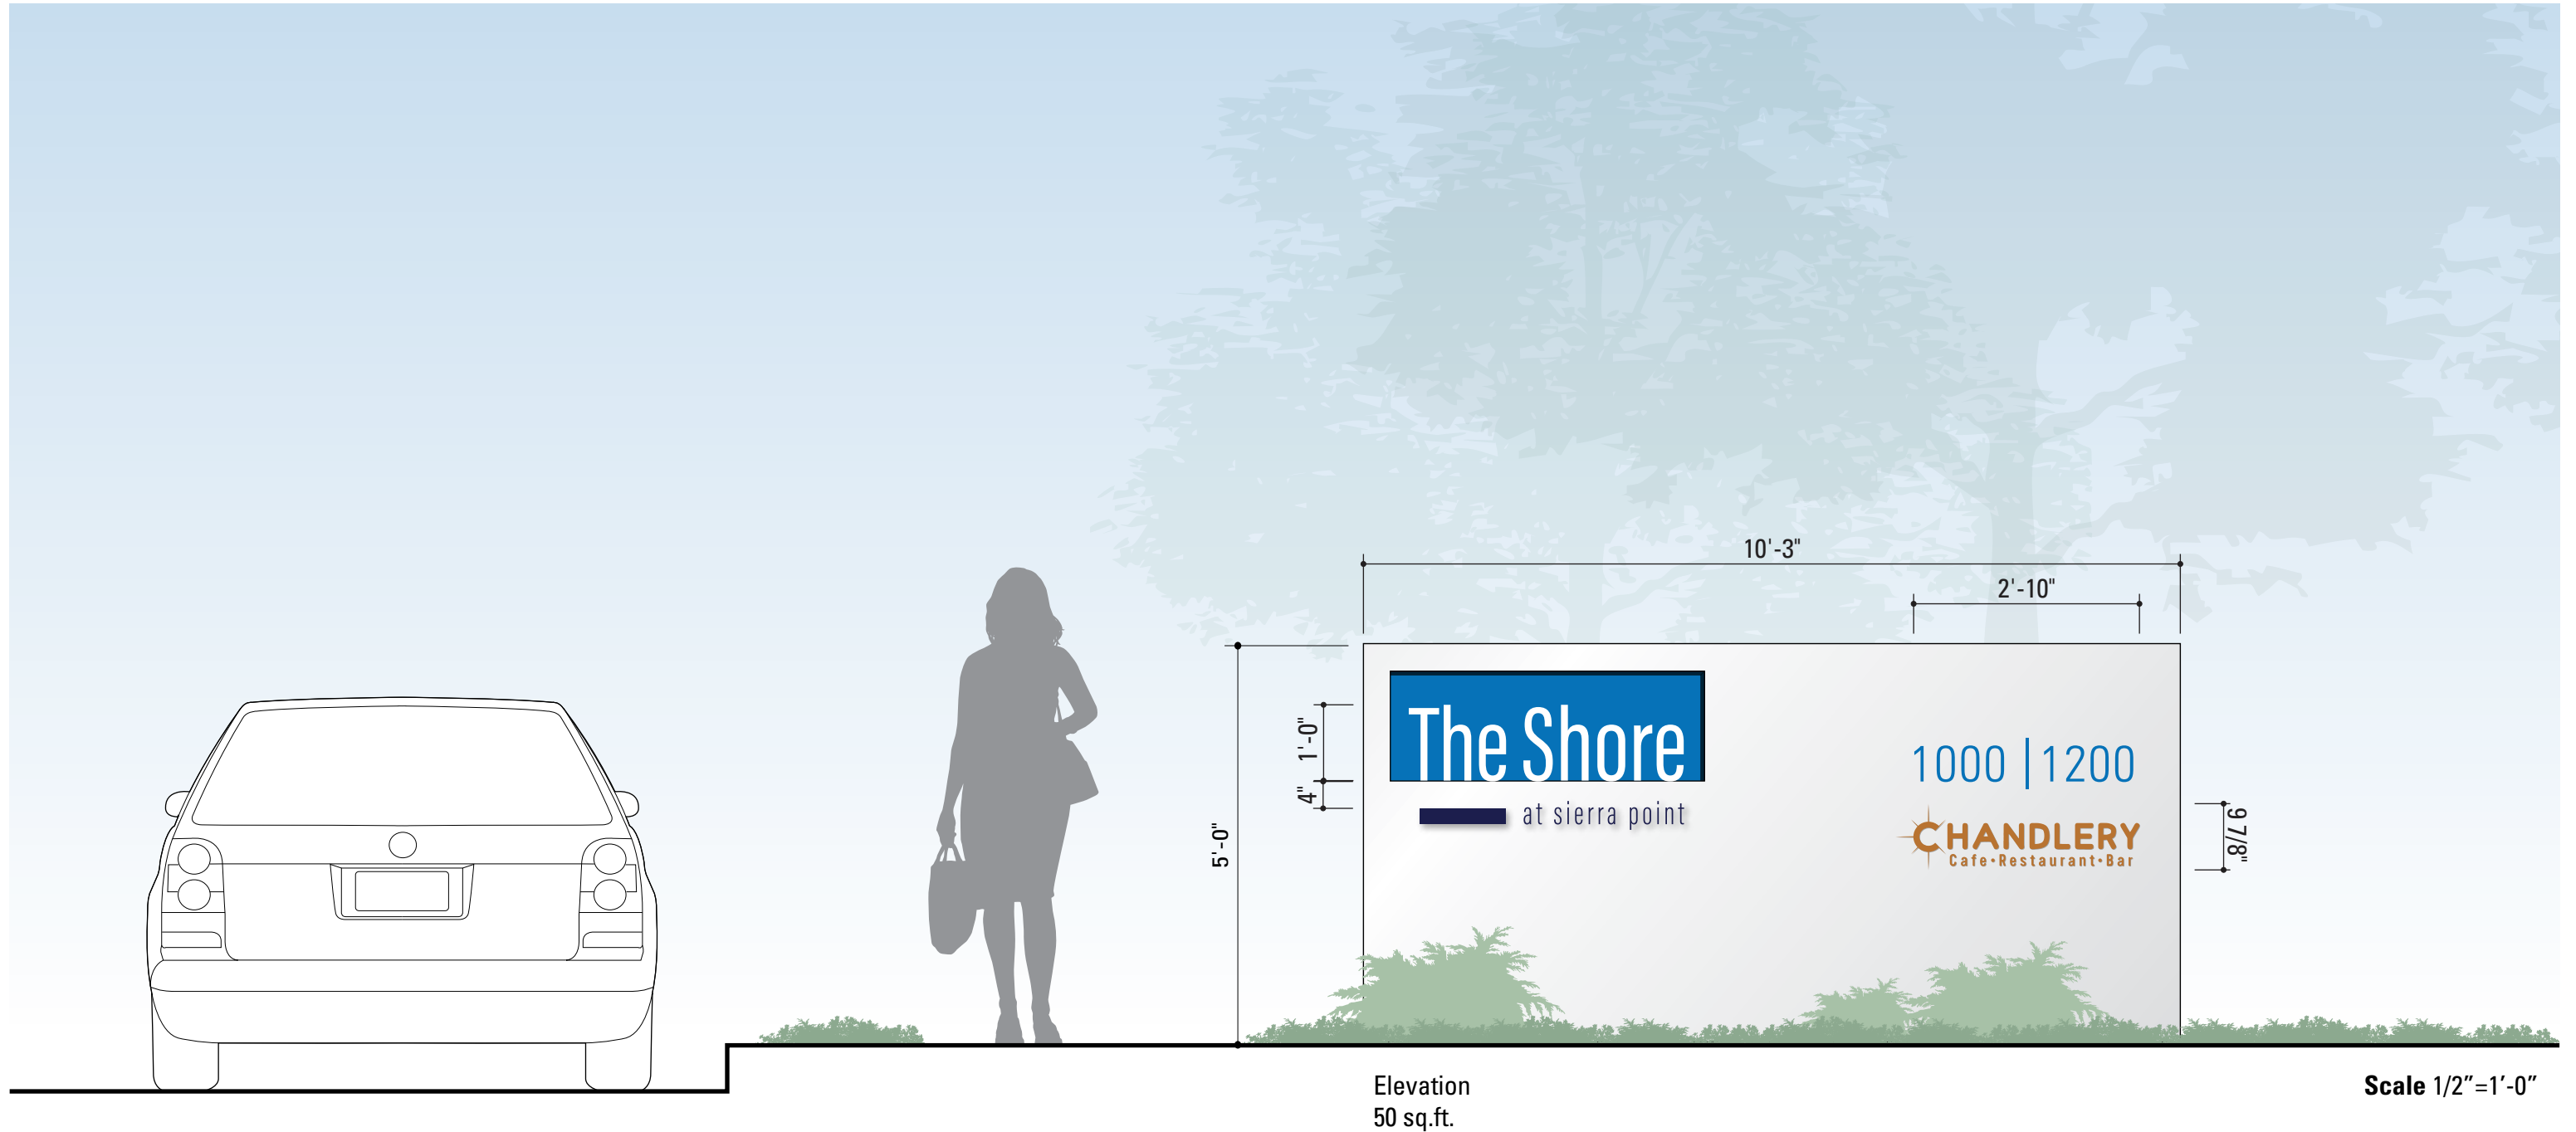 10'-3"
2'-10"
The Shore
1'-0"
4"
at sierra point
5'-0"
1000 | 1200
CHANDLERY
Cafe•Restaurant•Bar
9 7/8"
Elevation
50 sq.ft.
Scale 1/2”=1’-0”